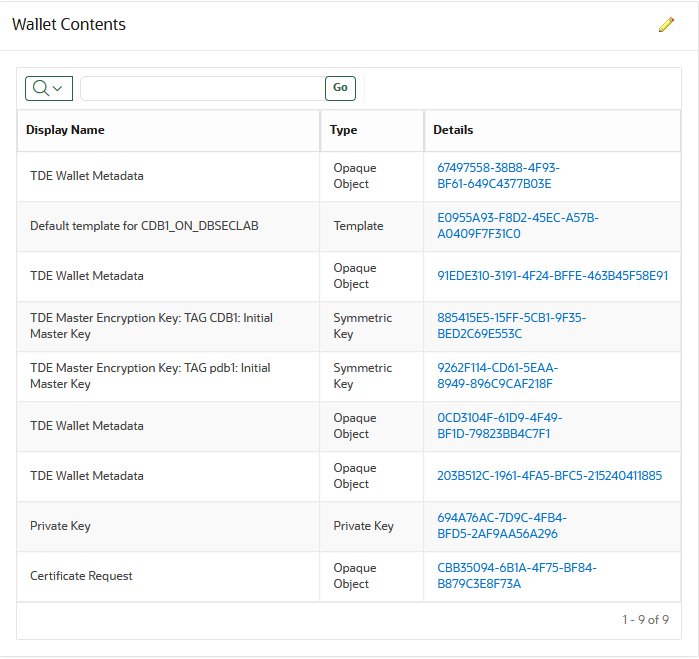 Wallet Contents
Go
Display Name Type Details
TDE Wallet Metadata
Opaque
Object
67497558-38B8-4F93-
BF61-649C4377B03E
Default template for CDB1_ON_DBSECLAB
Template
E0955A93-F8D2-45EC-A57B-
A0409F7F31C0
TDE Wallet Metadata
Opaque
Object
91EDE310-3191-4F24-BFFE-463B45F58E91
TDE Master Encryption Key: TAG CDB1: Initial
Master Key
Symmetric
Key
885415E5-15FF-5CB1-9F35-
BED2C69E553C
TDE Master Encryption Key: TAG pdb1: Initial
Master Key
Symmetric
Key
9262F114-CD61-5EAA-
8949-896C9CAF218F
TDE Wallet Metadata
Opaque
Object
0CD3104F-61D9-4F49-
BF1D-79823BB4C7F1
TDE Wallet Metadata
Opaque
Object
203B512C-1961-4FA5-BFC5-215240411885
Private Key
Private Key
694A76AC-7D9C-4FB4-
BFD5-2AF9AA56A296
Certificate Request
Opaque
Object
CBB35094-6B1A-4F75-BF84-
B879C3E8F73A
1 - 9 of 9